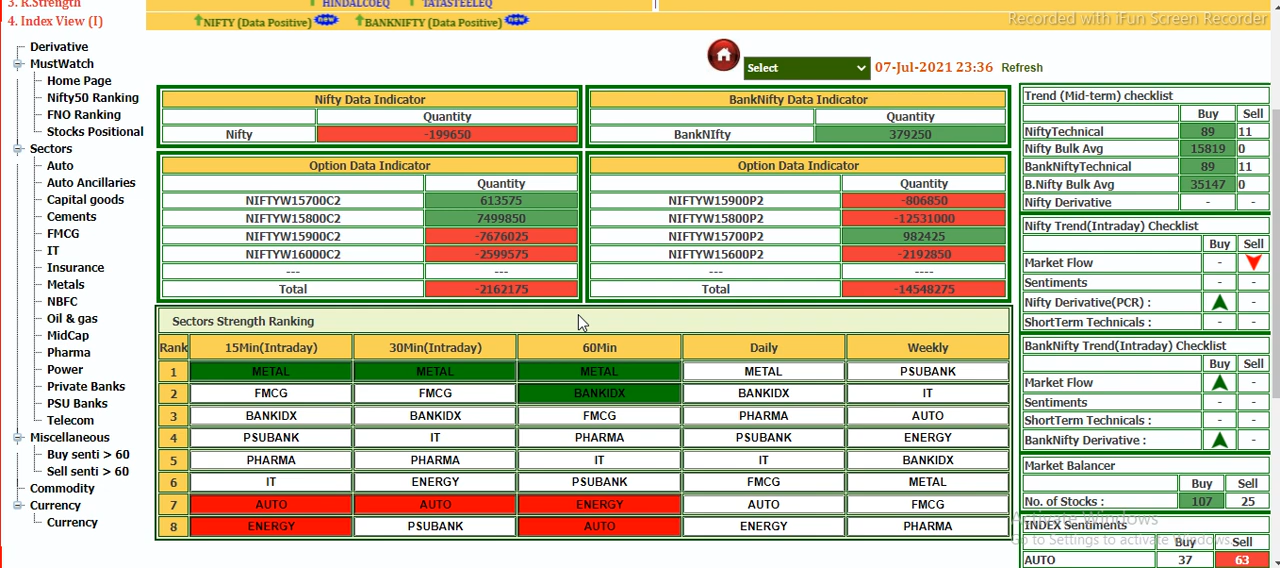 3. R.Strength
HINDALCOEQ TATASTEELEQ
4. Index View (I)
NIFTY (Data Positive) new BANKNIFTY (Data Positive) new
Recorded with iFun Screen Recorder
Derivative
MustWatch
Home Page
Nifty50 Ranking
FNO Ranking
Stocks Positional
Sectors
Auto
Auto Ancillaries
Capital goods
Cements
FMCG
IT
Insurance
Metals
NBFC
Oil & gas
MidCap
Pharma
Power
Private Banks
PSU Banks
Telecom
Miscellaneous
Buy senti > 60
Sell senti > 60
Commodity
Currency
Currency
Select 07-Jul-2021 23:36 Refresh
Nifty Data Indicator
Quantity
Nifty -199650
BankNifty Data Indicator
Quantity
BankNIfty 379250
Option Data Indicator
Quantity
NIFTYW15700C2 613575
NIFTYW15800C2 7499850
NIFTYW15900C2 -7676025
NIFTYW16000C2 -2599575
--- ---
Total -2162175
Option Data Indicator
Quantity
NIFTYW15900P2 -806850
NIFTYW15800P2 -12531000
NIFTYW15700P2 982425
NIFTYW15600P2 -2192850
--- ----
Total -14548275
Sectors Strength Ranking
Rank 15Min(Intraday) 30Min(Intraday) 60Min Daily Weekly
1 METAL METAL METAL METAL PSUBANK
2 FMCG FMCG BANKIDX BANKIDX IT
3 BANKIDX BANKIDX FMCG PHARMA AUTO
4 PSUBANK IT PHARMA PSUBANK ENERGY
5 PHARMA PHARMA IT IT BANKIDX
6 IT ENERGY PSUBANK FMCG METAL
7 AUTO AUTO ENERGY AUTO FMCG
8 ENERGY PSUBANK AUTO ENERGY PHARMA
Trend (Mid-term) checklist
Buy Sell
NiftyTechnical 89 11
Nifty Bulk Avg 15819 0
BankNiftyTechnical 89 11
B.Nifty Bulk Avg 35147 0
Nifty Derivative - -
Nifty Trend(Intraday) Checklist
Buy Sell
Market Flow -
Sentiments - -
Nifty Derivative(PCR) : -
ShortTerm Technicals : - -
BankNifty Trend(Intraday) Checklist
Buy Sell
Market Flow -
Sentiments - -
ShortTerm Technicals : - -
BankNifty Derivative : -
Market Balancer
Buy Sell
No. of Stocks : 107 25
Activate Windows
Go to Settings to activate Windows.
INDEX Sentiments
Buy Sell
AUTO 37 63